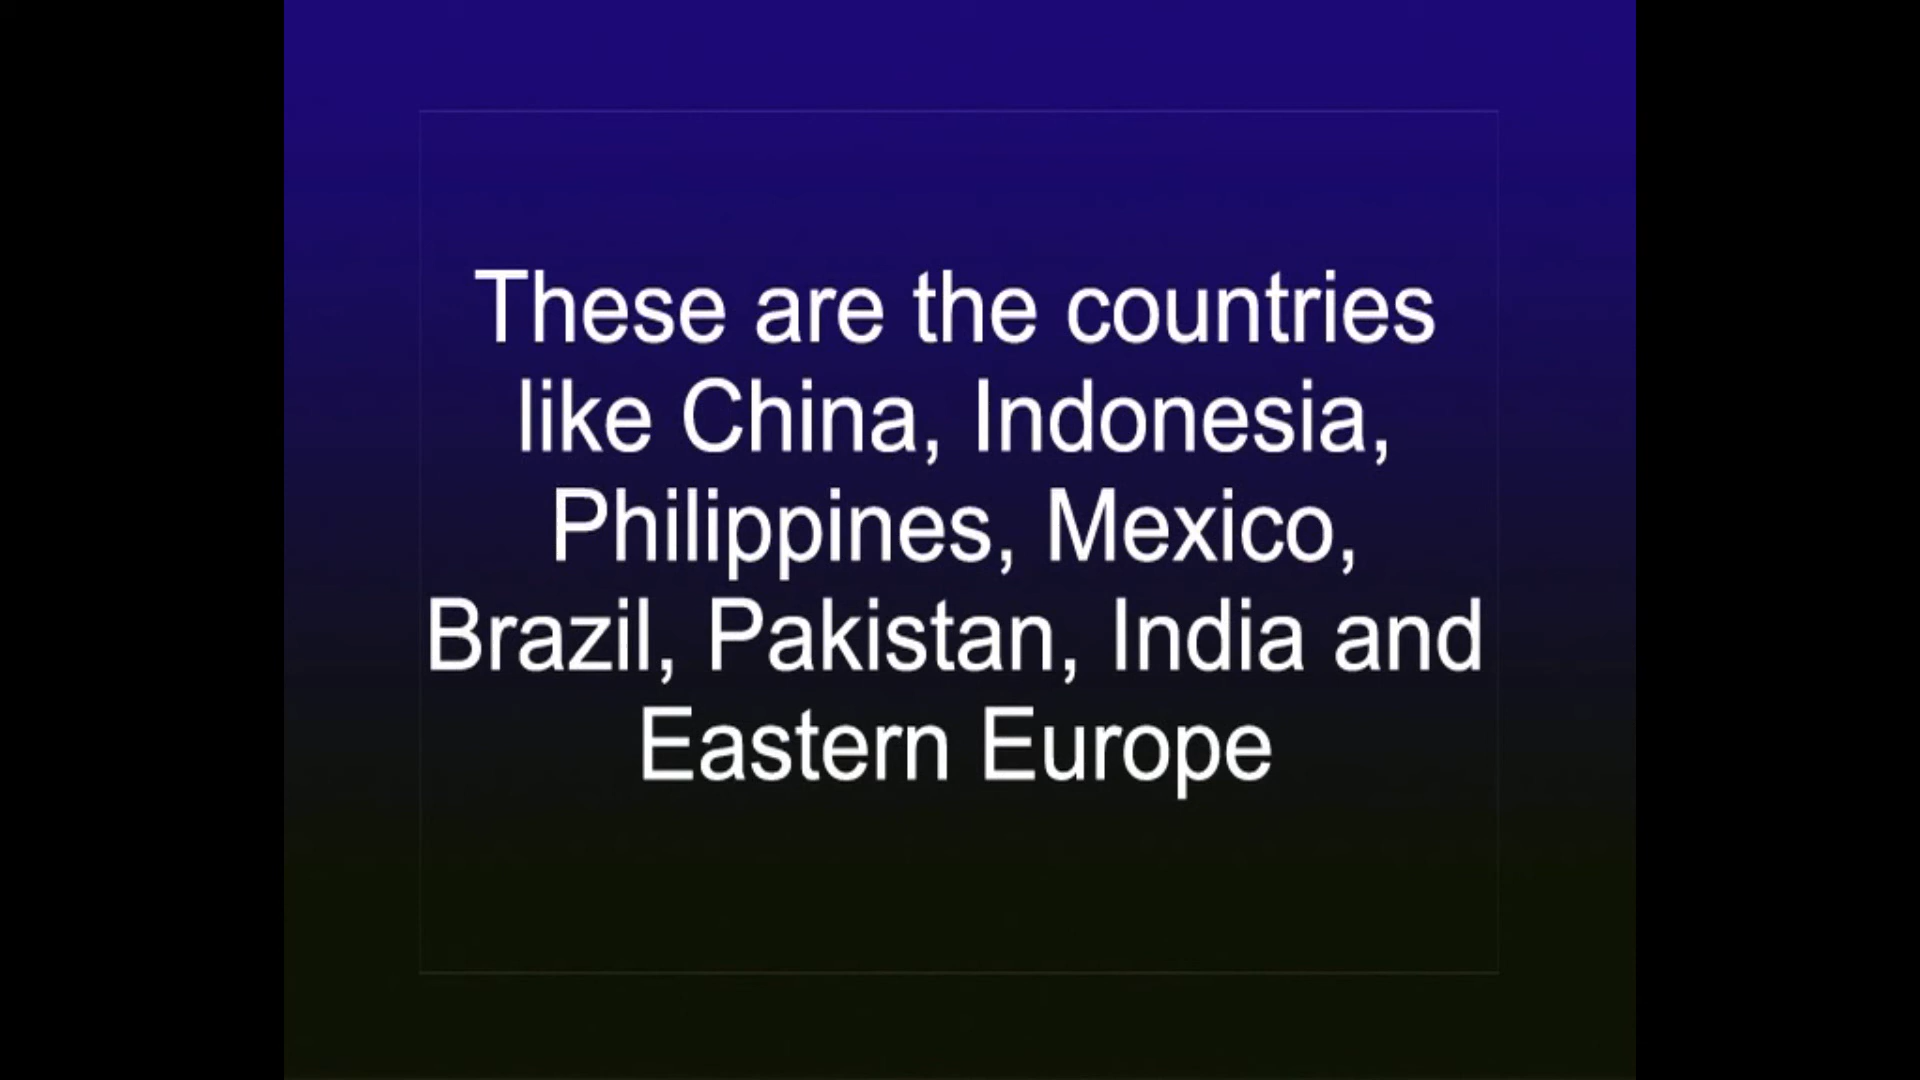 These are the countries
like China, Indonesia,
Philippines, Mexico,
Brazil, Pakistan, India and
Eastern Europe